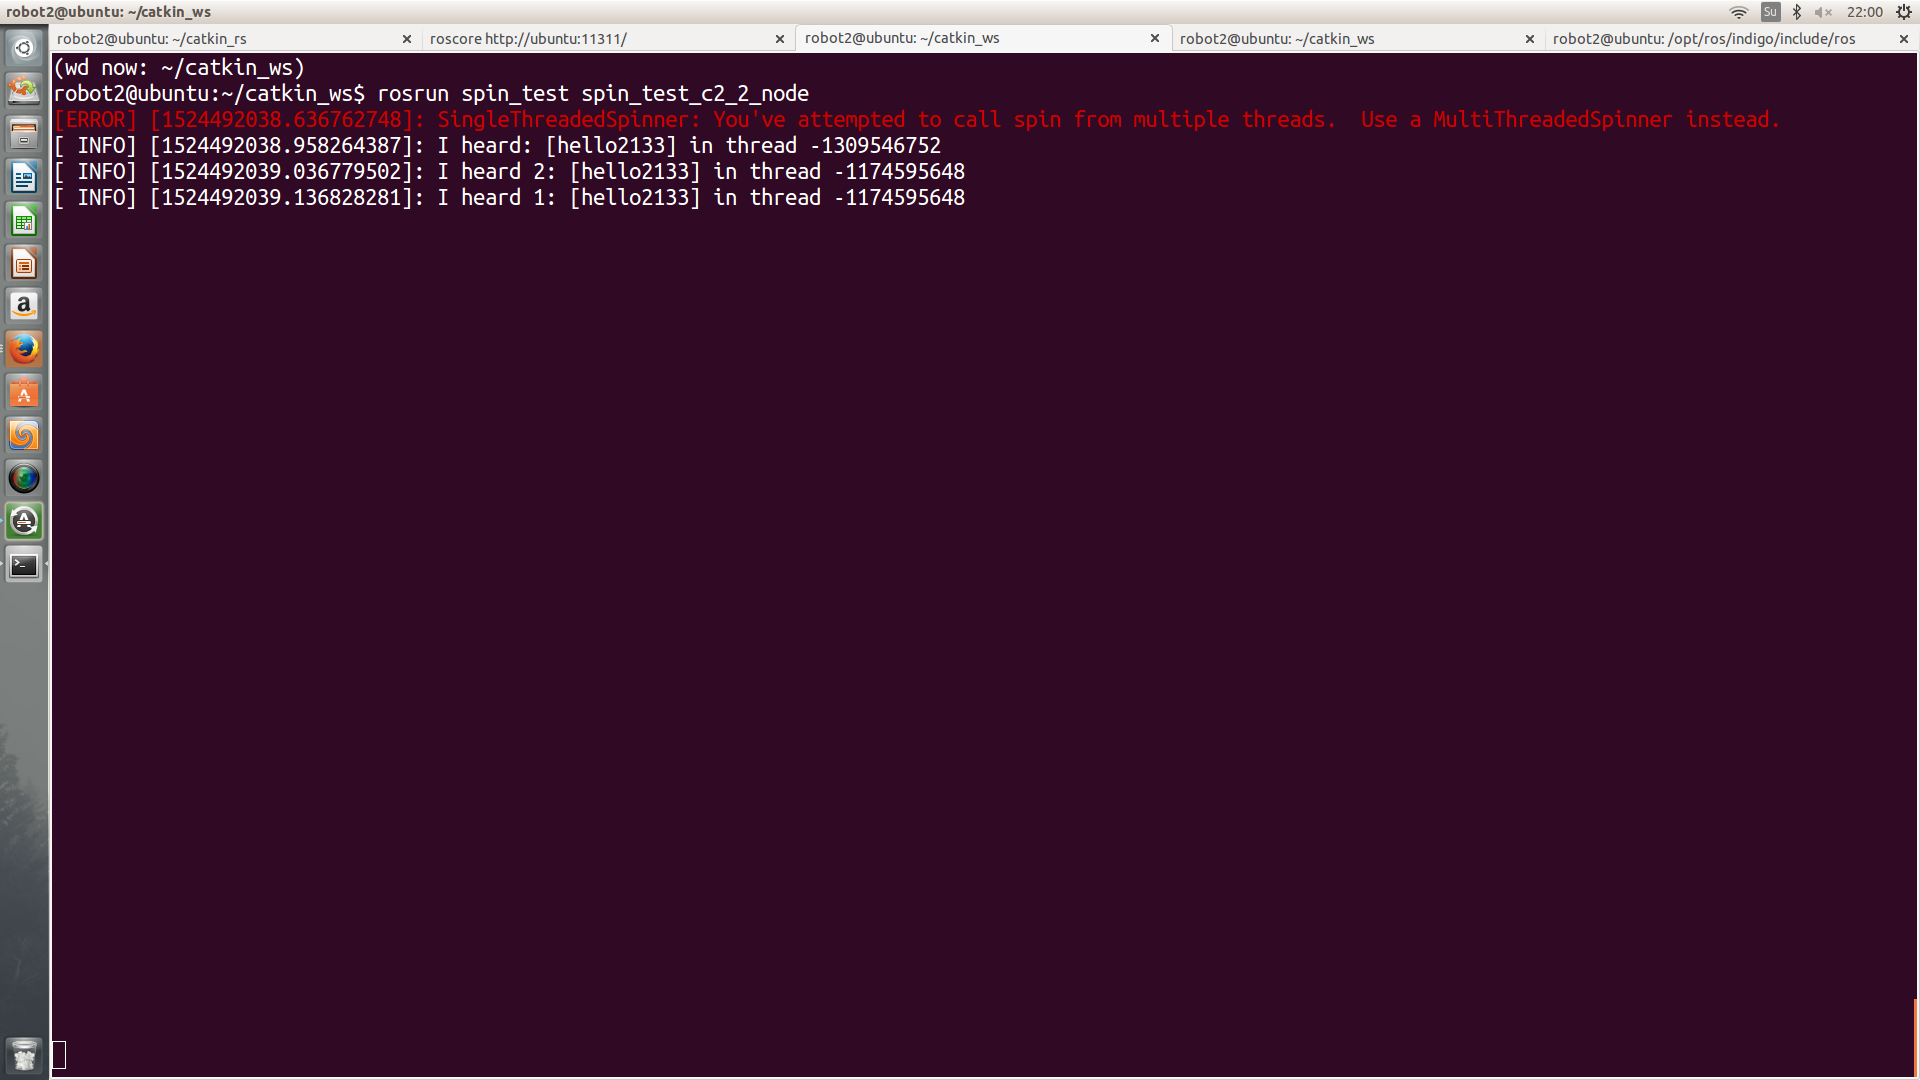 robot2@ubuntu: ~/catkin_ws
Su
22:00
robot2@ubuntu: ~/catkin_rs
roscore http://ubuntu:11311/
robot2@ubuntu: ~/catkin_ws
robot2@ubuntu: ~/catkin_ws
robot2@ubuntu: /opt/ros/indigo/include/ros
(wd now: ~/catkin_ws)
robot2@ubuntu:~/catkin_ws$ rosrun spin_test spin_test_c2_2_node
[ERROR] [1524492038.636762748]: SingleThreadedSpinner: You've attempted to call spin from multiple threads.  Use a MultiThreadedSpinner instead.
[ INFO] [1524492038.958264387]: I heard: [hello2133] in thread -1309546752
[ INFO] [1524492039.036779502]: I heard 2: [hello2133] in thread -1174595648
[ INFO] [1524492039.136828281]: I heard 1: [hello2133] in thread -1174595648